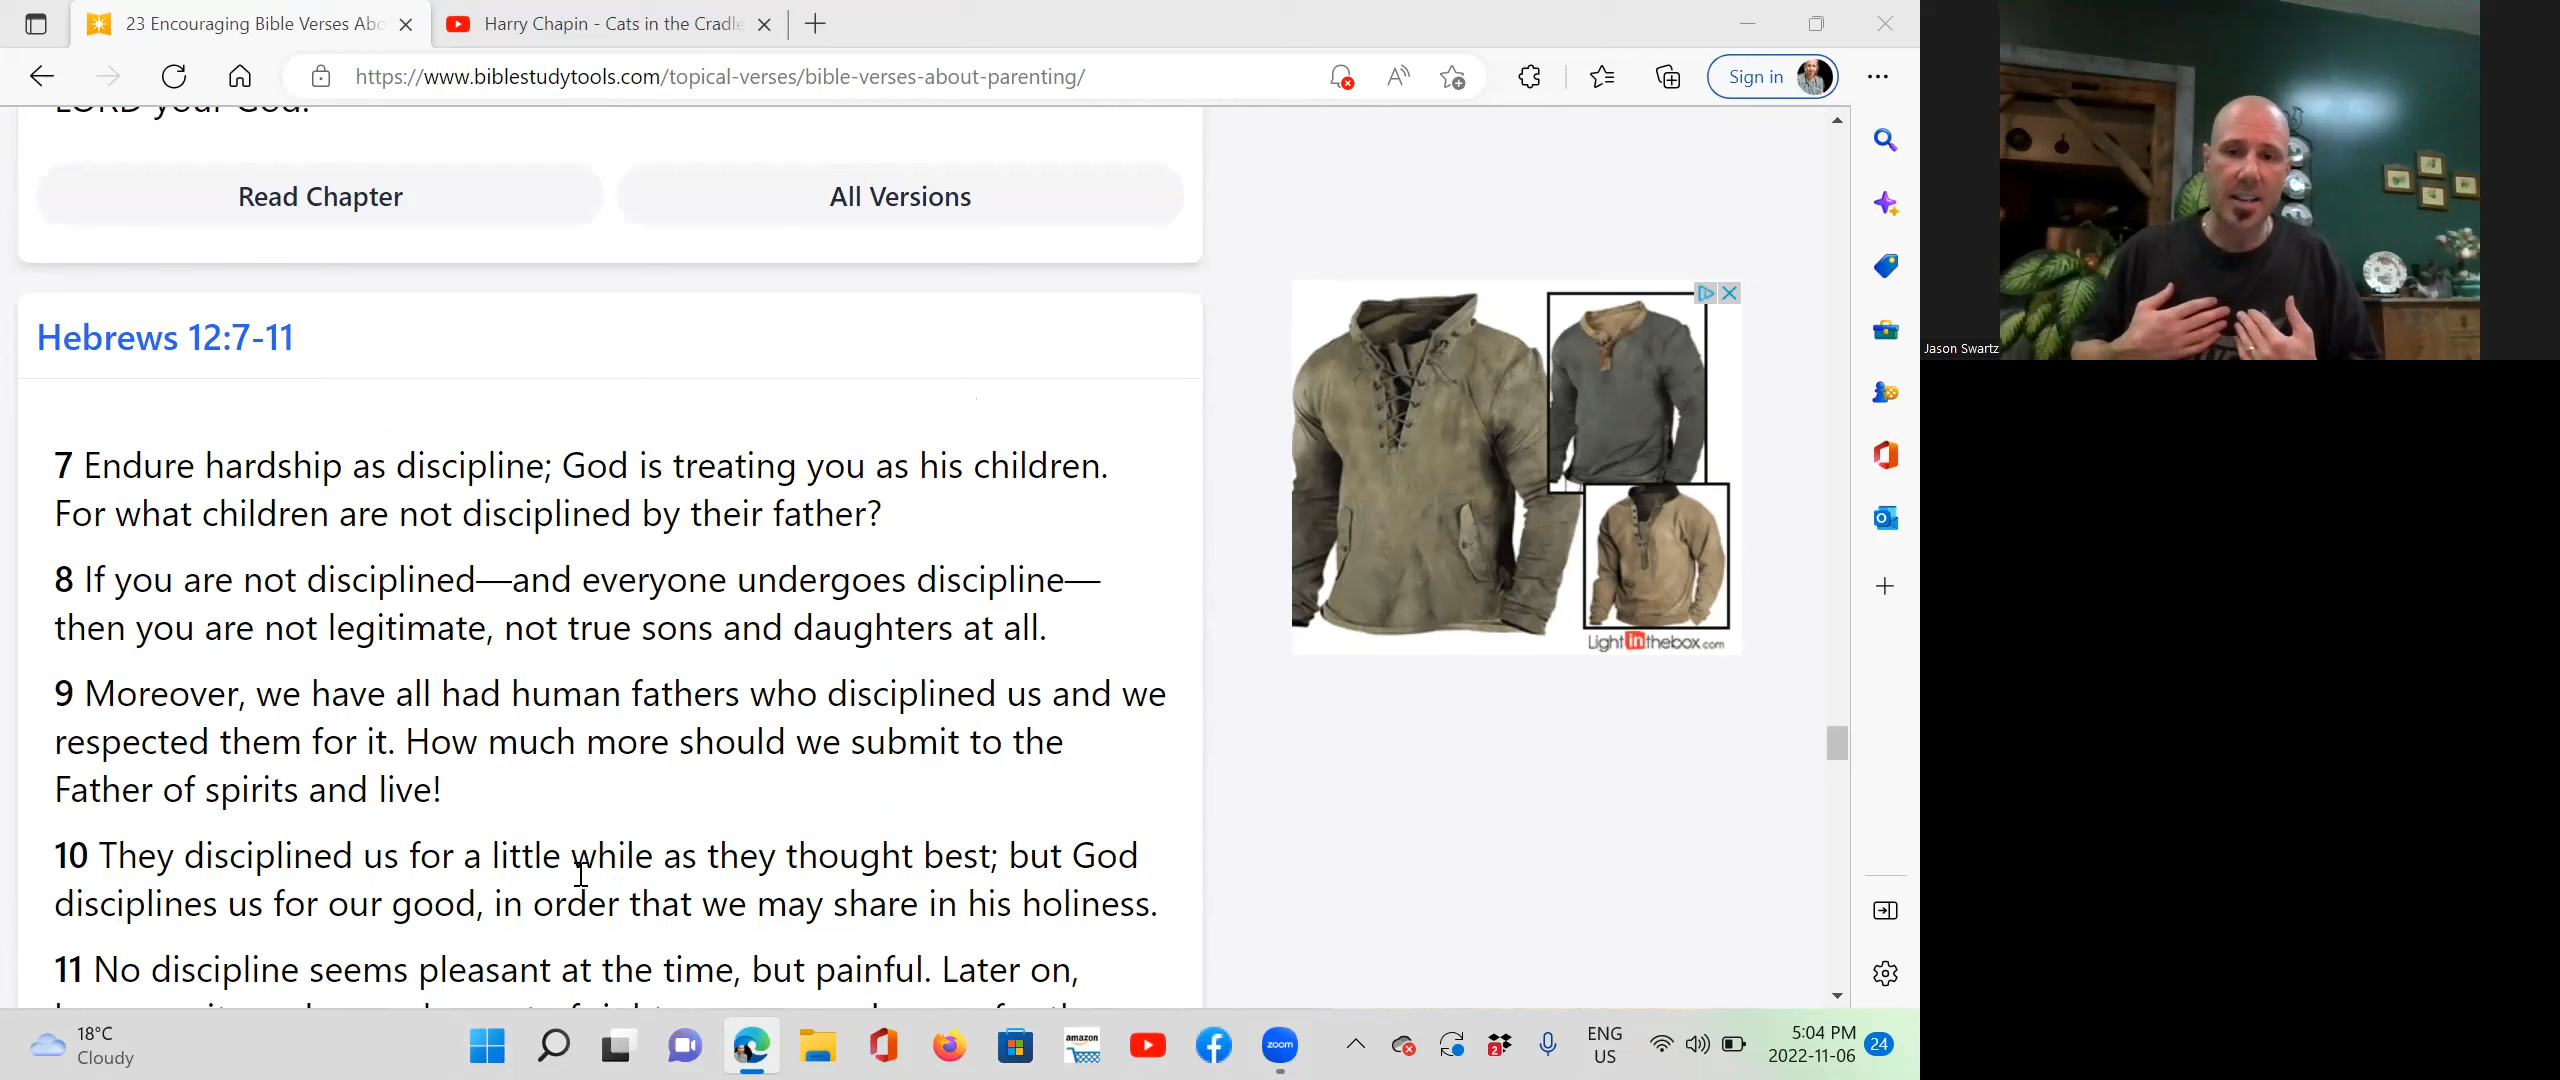 23 Encouraging Bible Verses Abo
Harry Chapin - Cats in the Cradle
https://www.biblestudytools.com/topical-verses/bible-verses-about-parenting/
Sign in
LORD your God.
Read Chapter
All Versions
Hebrews 12:7-11
7 Endure hardship as discipline; God is treating you as his children.
For what children are not disciplined by their father?
8 If you are not disciplined—and everyone undergoes discipline—
then you are not legitimate, not true sons and daughters at all.
9 Moreover, we have all had human fathers who disciplined us and we
respected them for it. How much more should we submit to the
Father of spirits and live!
10 They disciplined us for a little while as they thought best; but God
disciplines us for our good, in order that we may share in his holiness.
11 No discipline seems pleasant at the time, but painful. Later on,
Lightinthebox.com
Jason Swartz
18°C
Cloudy
amazon
zoom
2
ENG
US
5:04 PM
2022-11-06
24